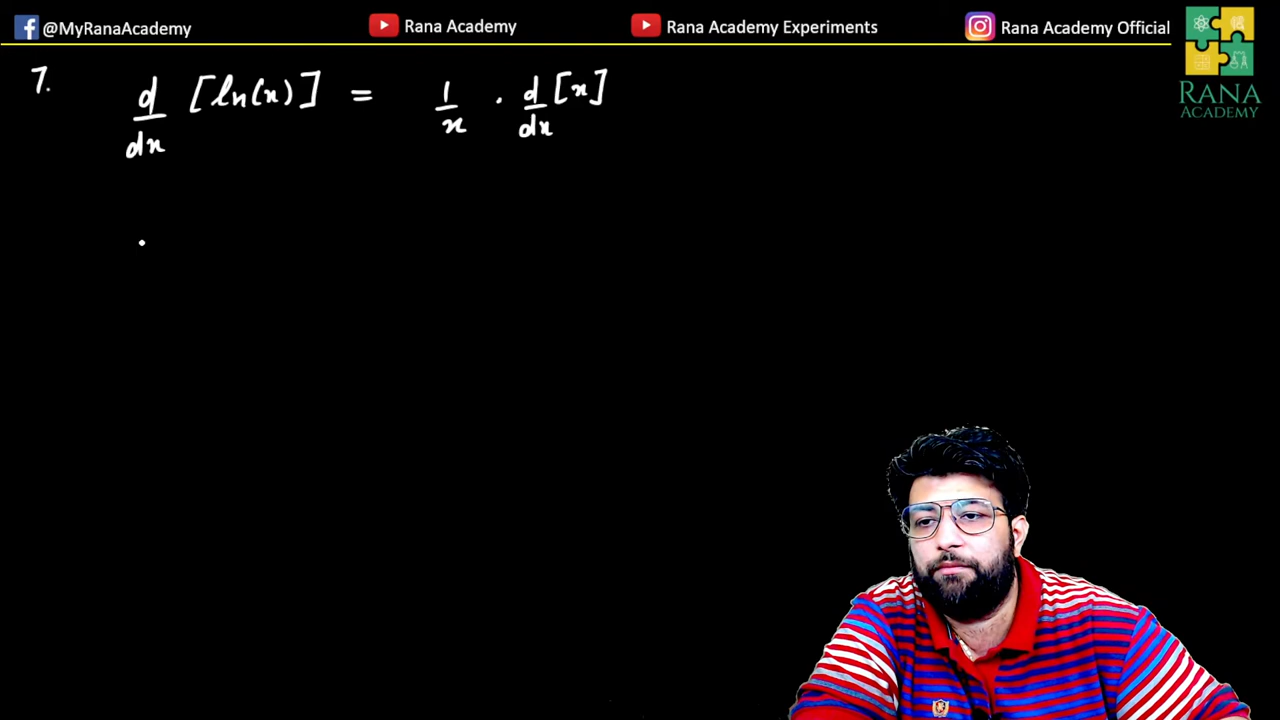 @MyRanaAcademy Rana Academy Rana Academy Experiments Rana Academy Official
RANA
ACADEMY
7. d/dx [ln(x)] = 1/x · d/dx [x]